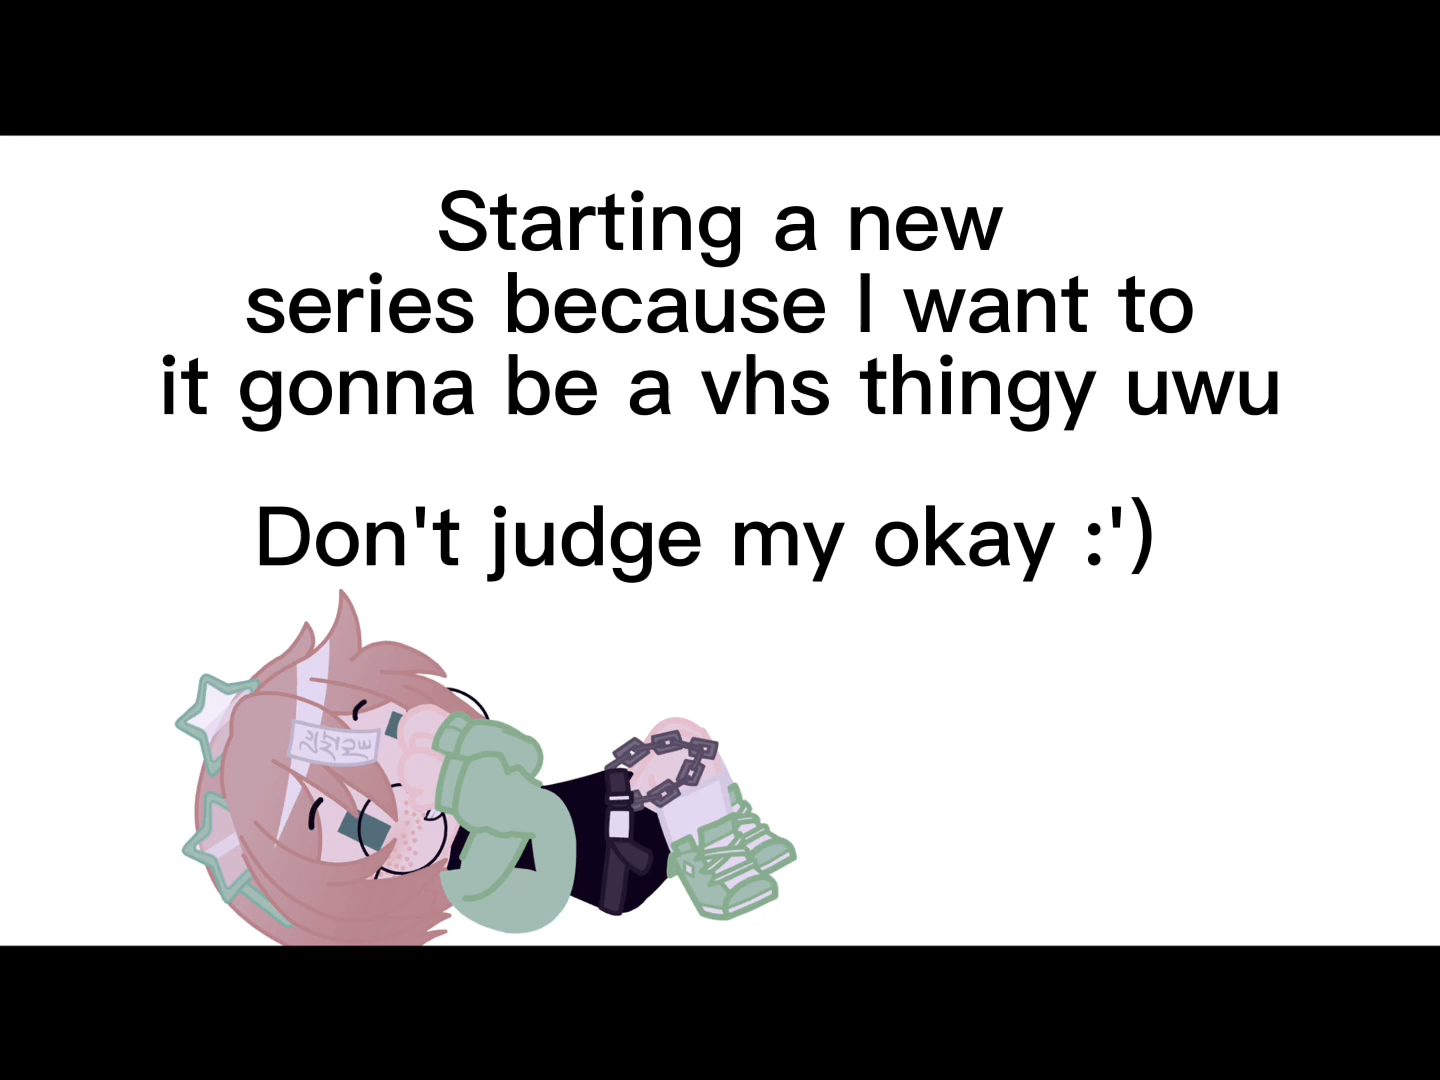 Starting a new
series because I want to
it gonna be a vhs thingy uwu
Don't judge my okay :')